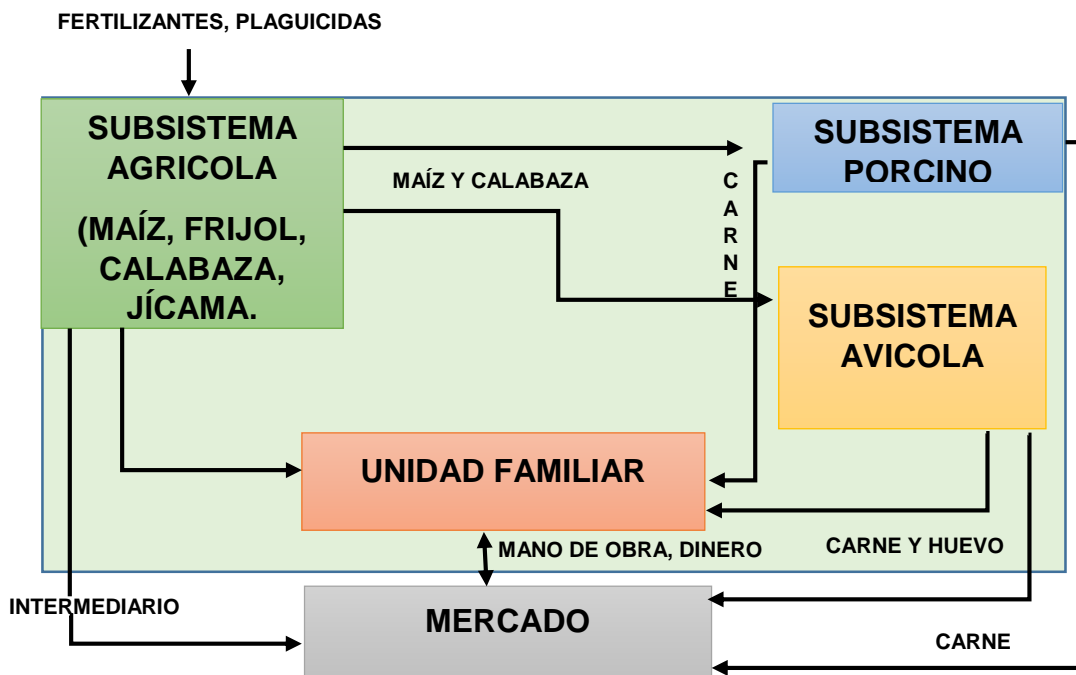 FERTILIZANTES, PLAGUICIDAS
SUBSISTEMA
AGRICOLA
(MAÍZ, FRIJOL,
CALABAZA,
JÍCAMA.
MAÍZ Y CALABAZA
CARNE
SUBSISTEMA
PORCINO
SUBSISTEMA
AVICOLA
UNIDAD FAMILIAR
MANO DE OBRA, DINERO
CARNE Y HUEVO
INTERMEDIARIO
MERCADO
CARNE